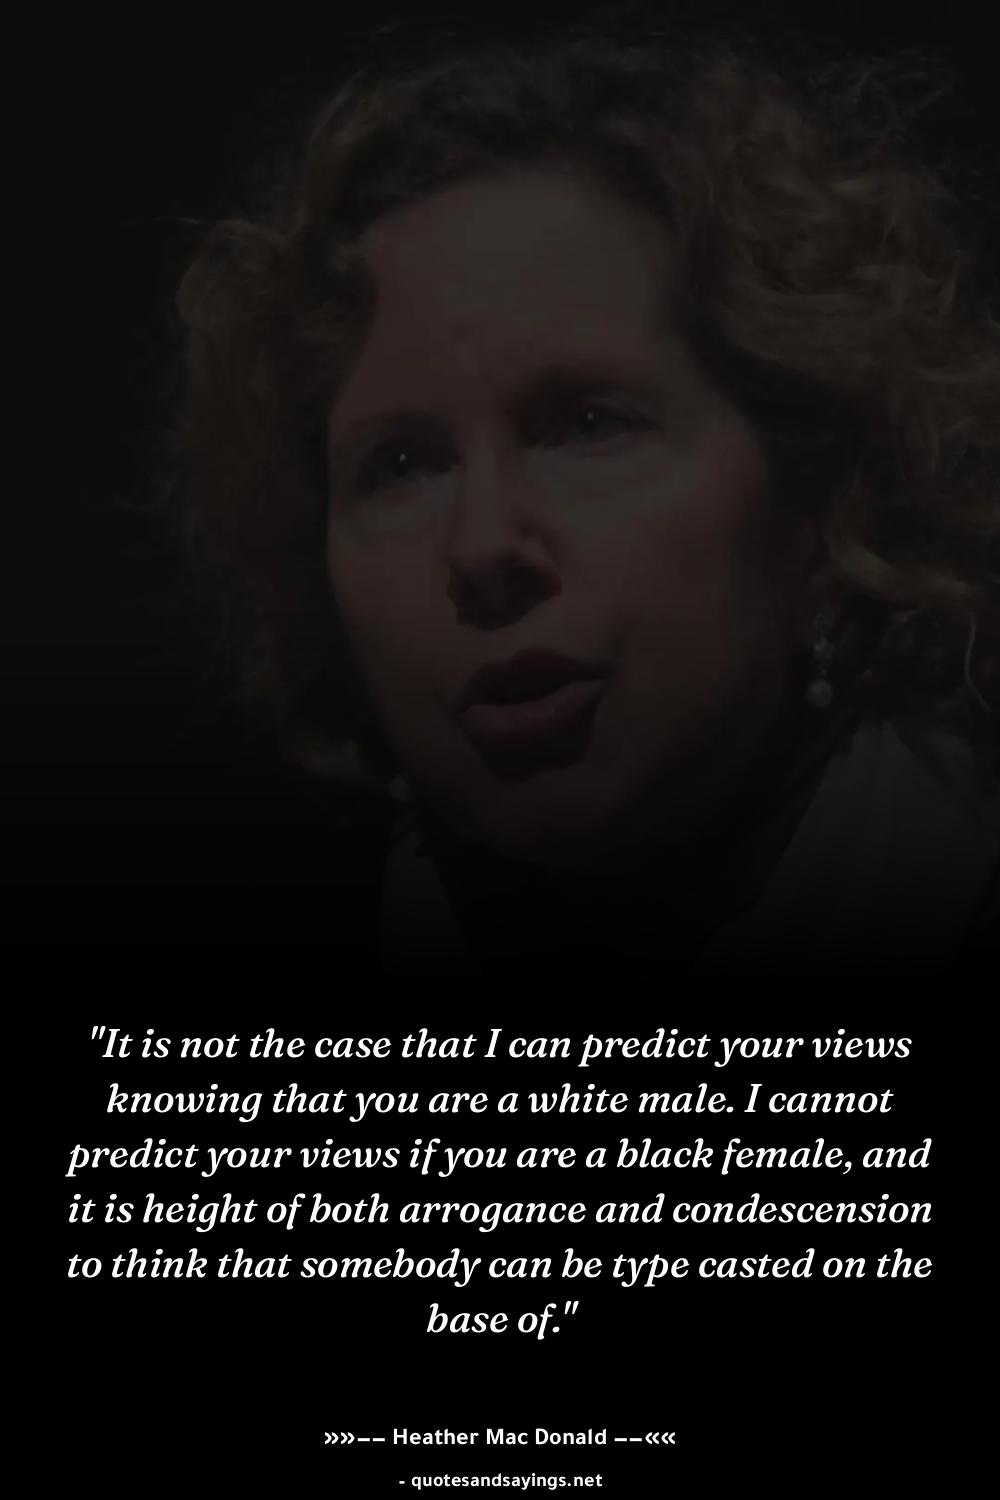 "It is not the case that I can predict your views
knowing that you are a white male. I cannot
predict your views if you are a black female, and
it is height of both arrogance and condescension
to think that somebody can be type casted on the
base of."
»»−− Heather Mac Donald −−««
- quotesandsayings.net